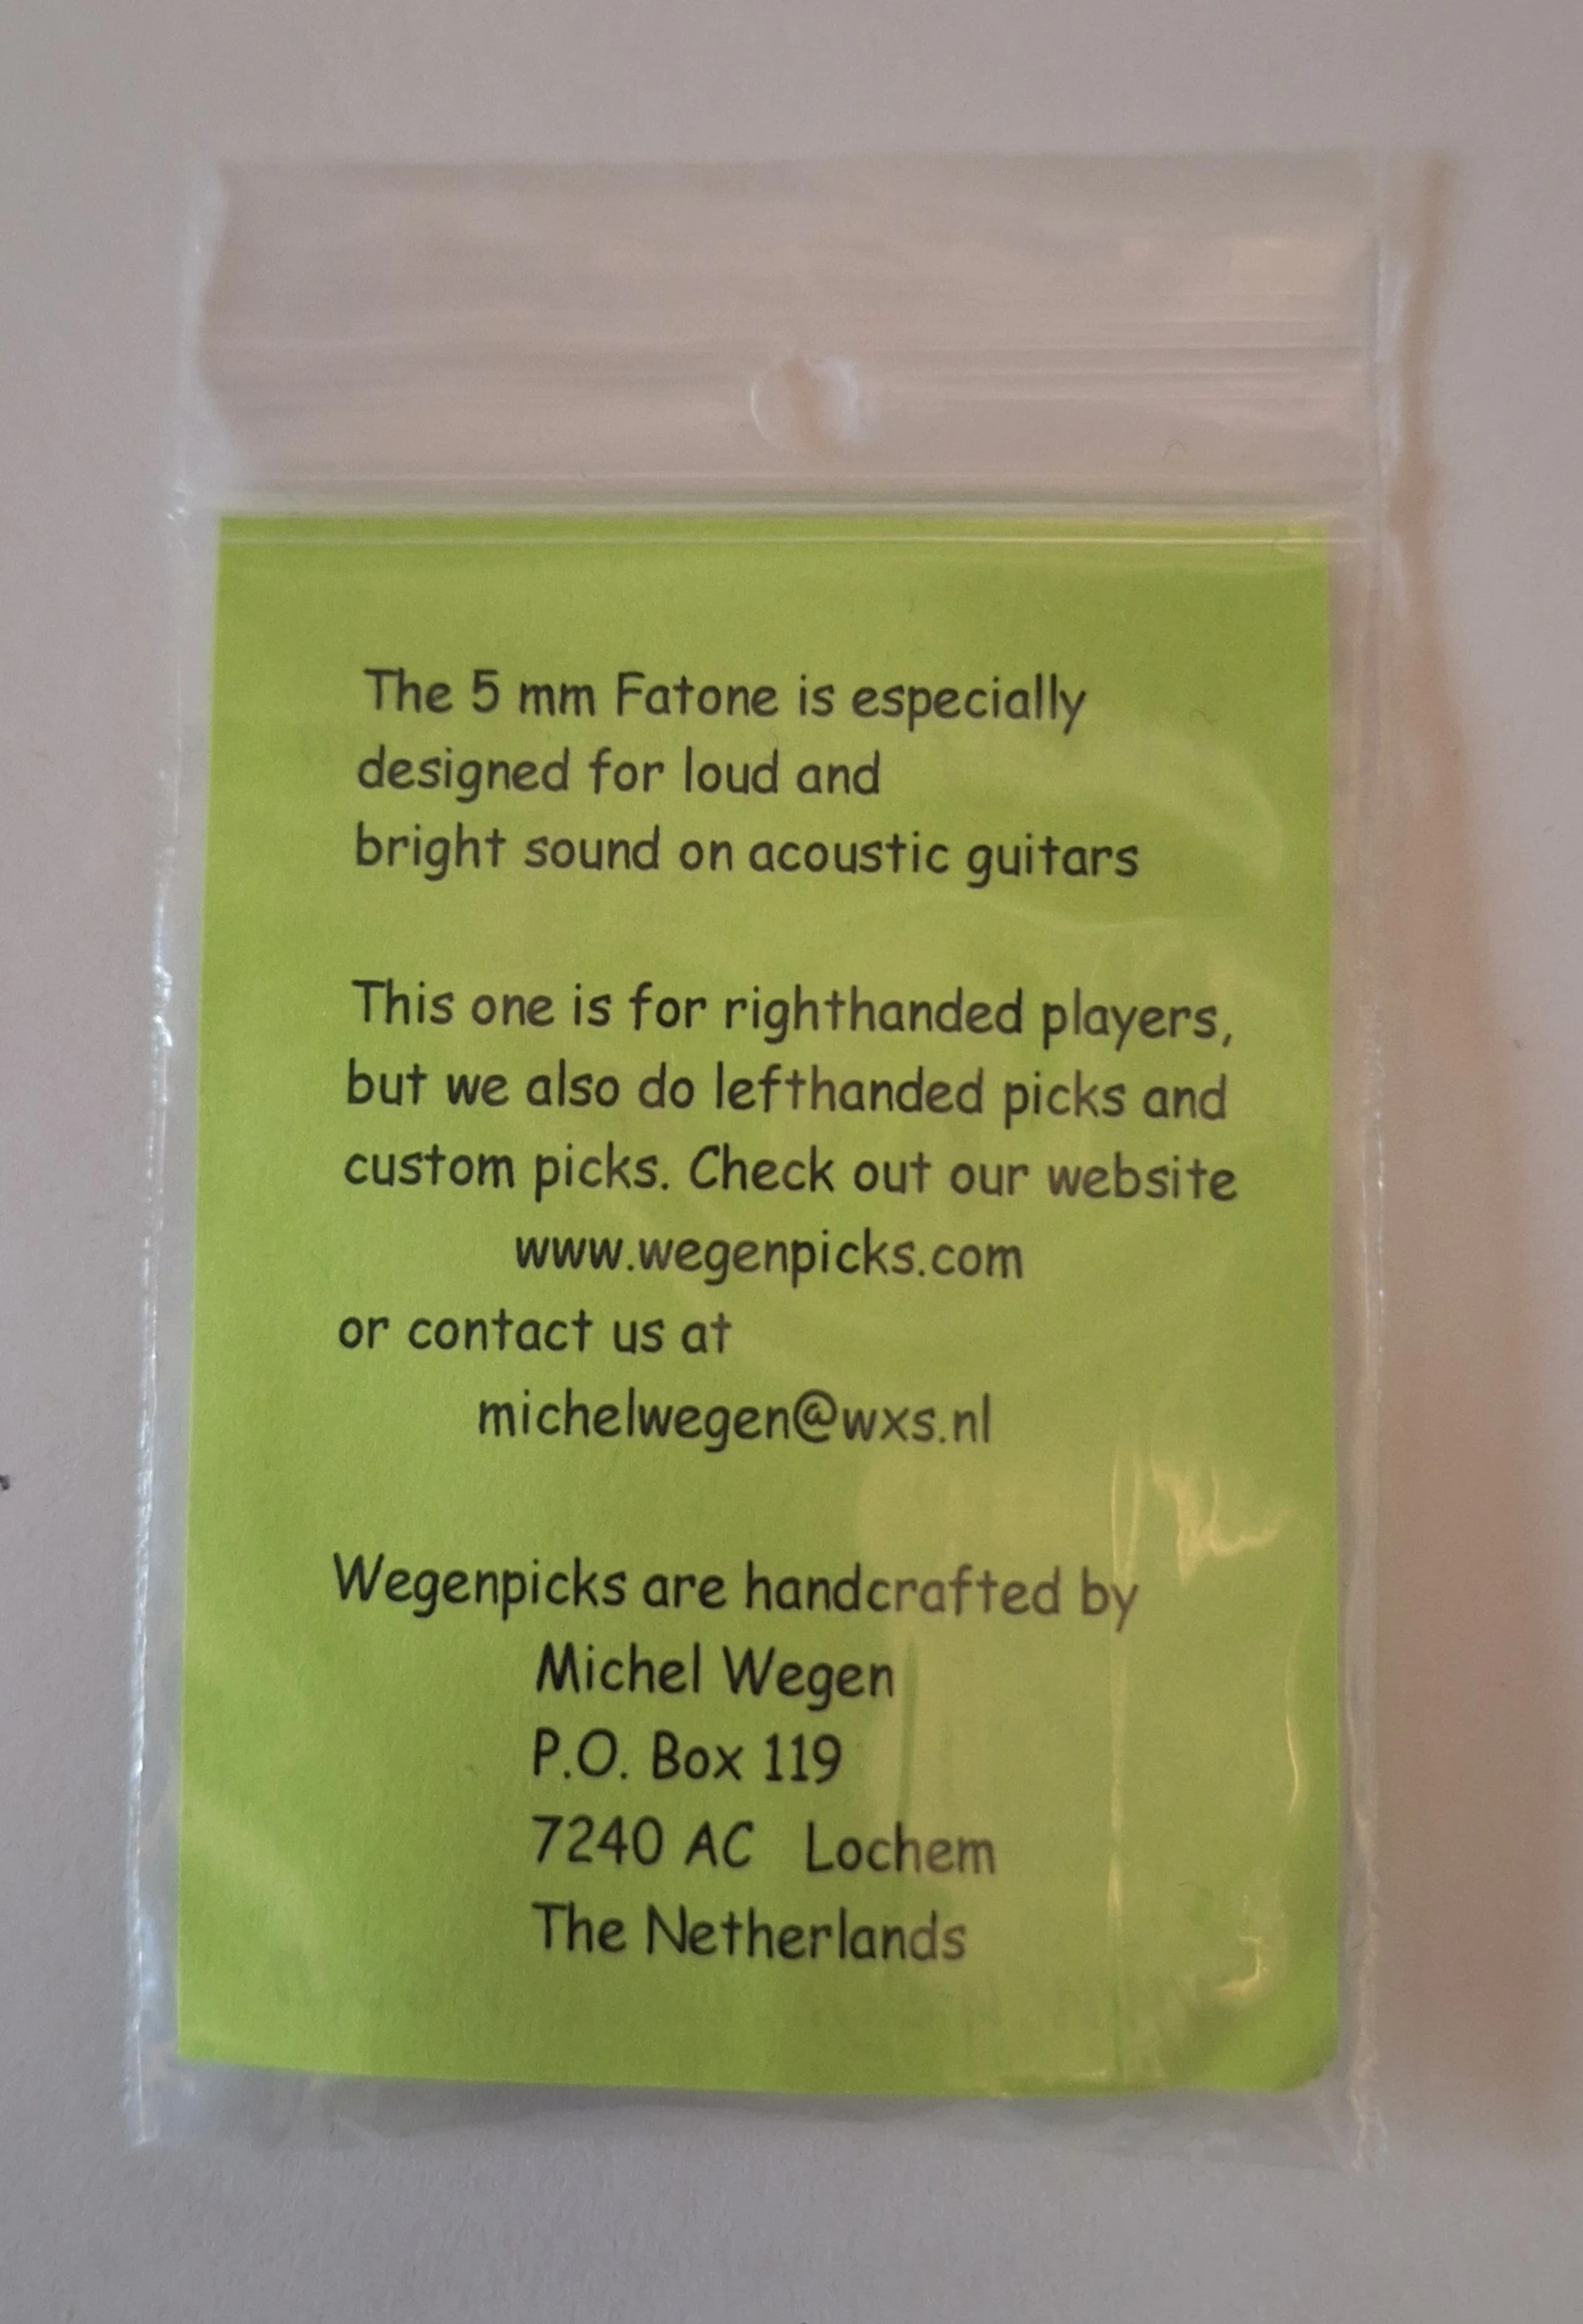 The 5 mm Fatone is especially
designed for loud and
bright sound on acoustic guitars
This one is for righthanded players,
but we also do lefthanded picks and
custom picks. Check out our website
www.wegenpicks.com
or contact us at
michelwegen@wxs.nl
Wegenpicks are handcrafted by
Michel Wegen
P.O. Box 119
7240 AC Lochem
The Netherlands